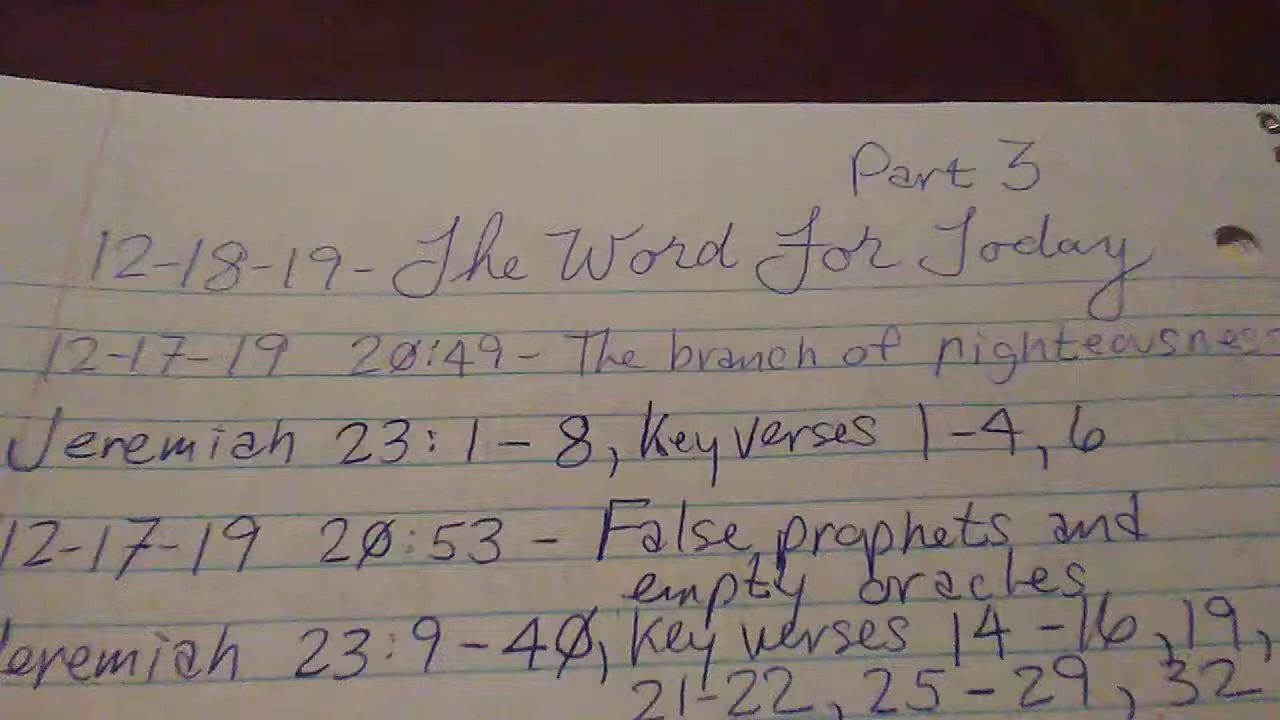 Part 3
12-18-19- The Word For Today
12-17-19 20:49- The branch of righteousness
Jeremiah 23:1-8, Key verses 1-4, 6
12-17-19 20:53 - False prophets and
empty oracles
Jeremiah 23:9-40, Key verses 14-16, 19,
21-22, 25-29, 32